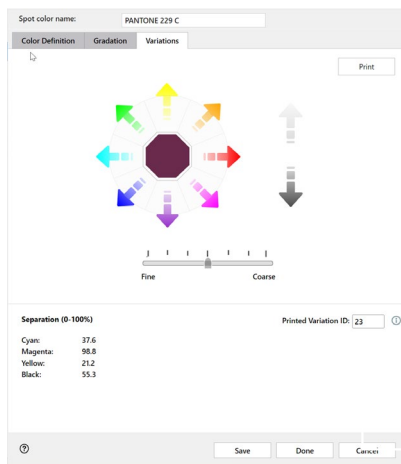 Spot color name: PANTONE 229 C
Color Definition Gradation Variations
Print
Fine Coarse
Separation (0-100%) Printed Variation ID: 23
Cyan: 37.6
Magenta: 98.8
Yellow: 21.2
Black: 55.3
Save Done Cancel